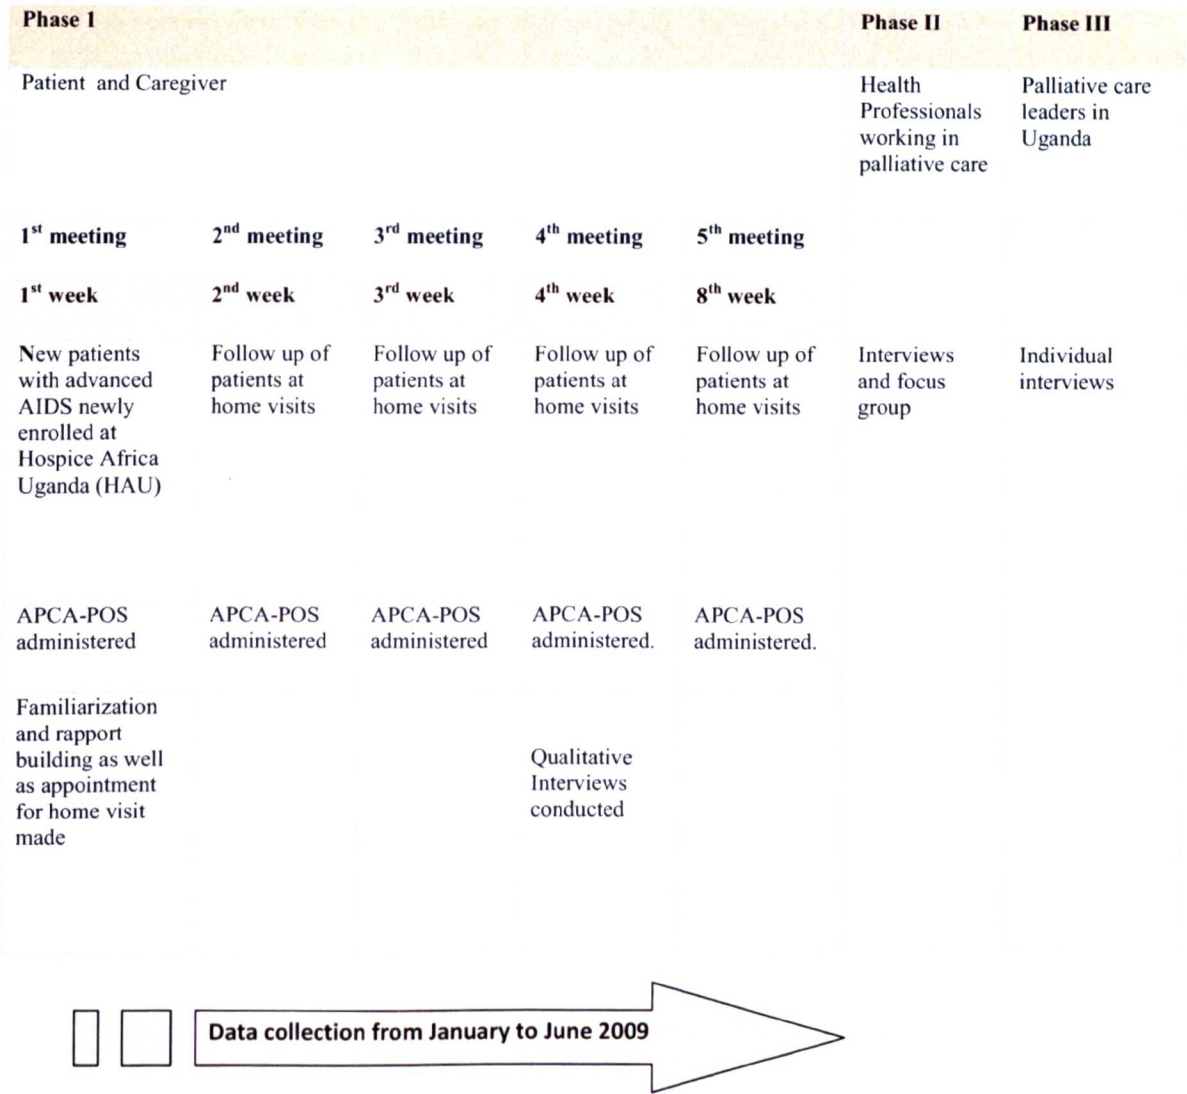 Phase 1
Phase II
Phase III
Patient and Caregiver
Health
Professionals
working in
palliative care
Palliative care
leaders in
Uganda
1st meeting
2nd meeting
3rd meeting
4th meeting
5th meeting
1st week
2nd week
3rd week
4th week
8th week
New patients
with advanced
AIDS newly
enrolled at
Hospice Africa
Uganda (HAU)
Follow up of
patients at
home visits
Follow up of
patients at
home visits
Follow up of
patients at
home visits
Follow up of
patients at
home visits
Interviews
and focus
group
Individual
interviews
APCA-POS
administered
APCA-POS
administered
APCA-POS
administered
APCA-POS
administered.
APCA-POS
administered.
Familiarization
and rapport
building as well
as appointment
for home visit
made
Qualitative
Interviews
conducted
Data collection from January to June 2009